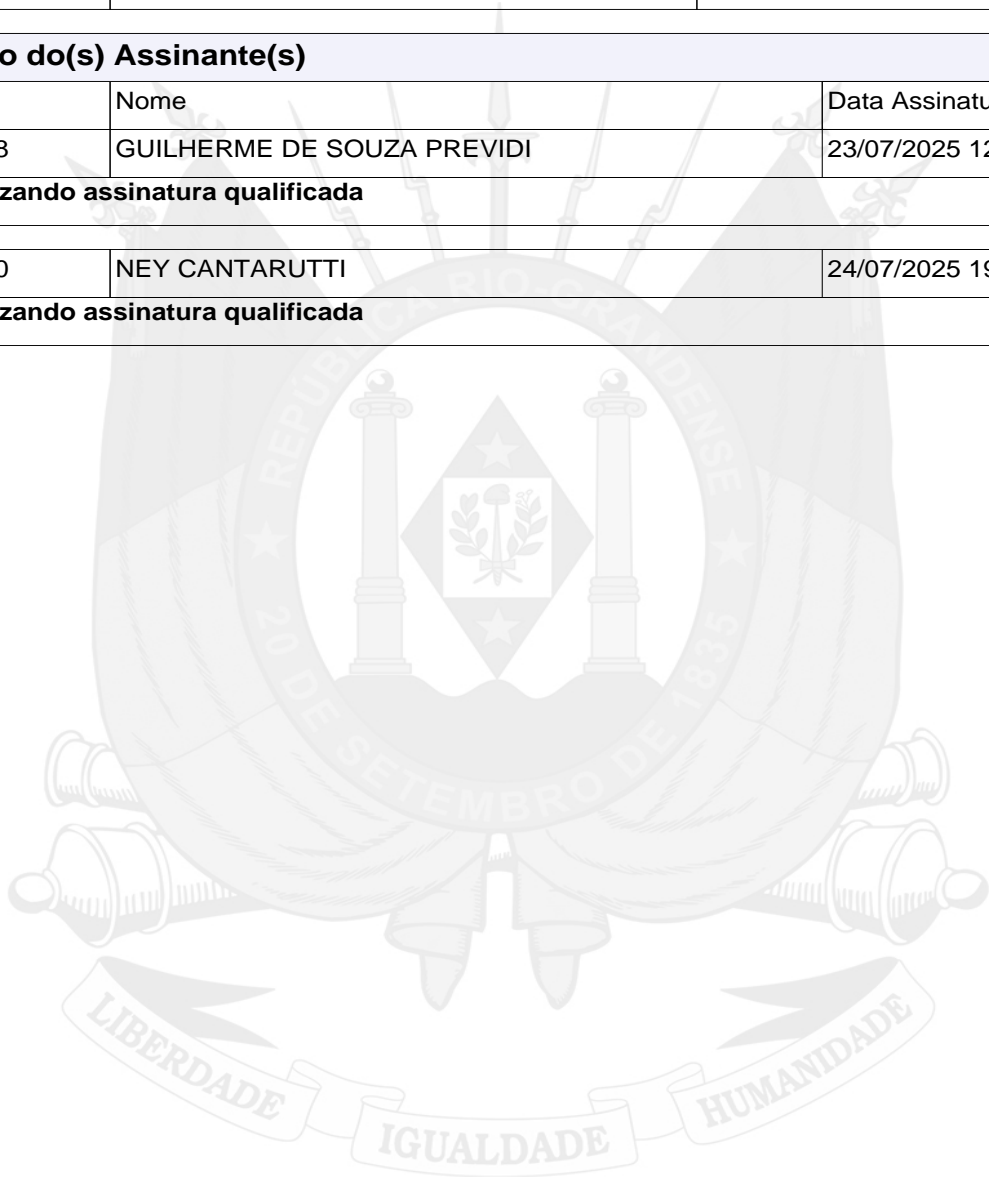 o do(s) Assinante(s)
Nome Data Assinatu
3 GUILHERME DE SOUZA PREVIDI 23/07/2025 12
zando assinatura qualificada
0 NEY CANTARUTTI 24/07/2025 19
zando assinatura qualificada
REPÚBLICA RIO-GRANDENSE
20 DE SETEMBRO DE 1835
LIBERDADE IGUALDADE HUMANIDADE